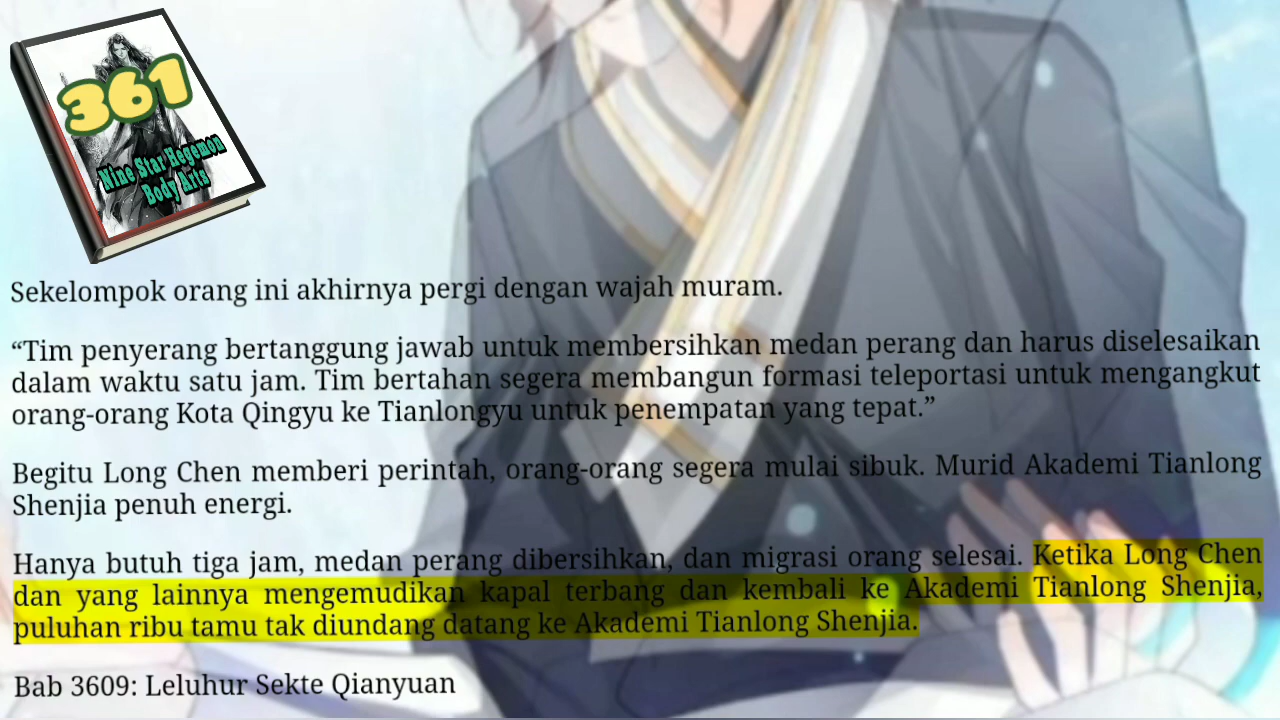 361
Nine Star Hegemon
Body Arts
Sekelompok orang ini akhirnya pergi dengan wajah muram.
“Tim penyerang bertanggung jawab untuk membersihkan medan perang dan harus diselesaikan
dalam waktu satu jam. Tim bertahan segera membangun formasi teleportasi untuk mengangkut
orang-orang Kota Qingyu ke Tianlongyu untuk penempatan yang tepat.”
Begitu Long Chen memberi perintah, orang-orang segera mulai sibuk. Murid Akademi Tianlong
Shenjia penuh energi.
Hanya butuh tiga jam, medan perang dibersihkan, dan migrasi orang selesai. Ketika Long Chen
dan yang lainnya mengemudikan kapal terbang dan kembali ke Akademi Tianlong Shenjia,
puluhan ribu tamu tak diundang datang ke Akademi Tianlong Shenjia.
Bab 3609: Leluhur Sekte Qianyuan